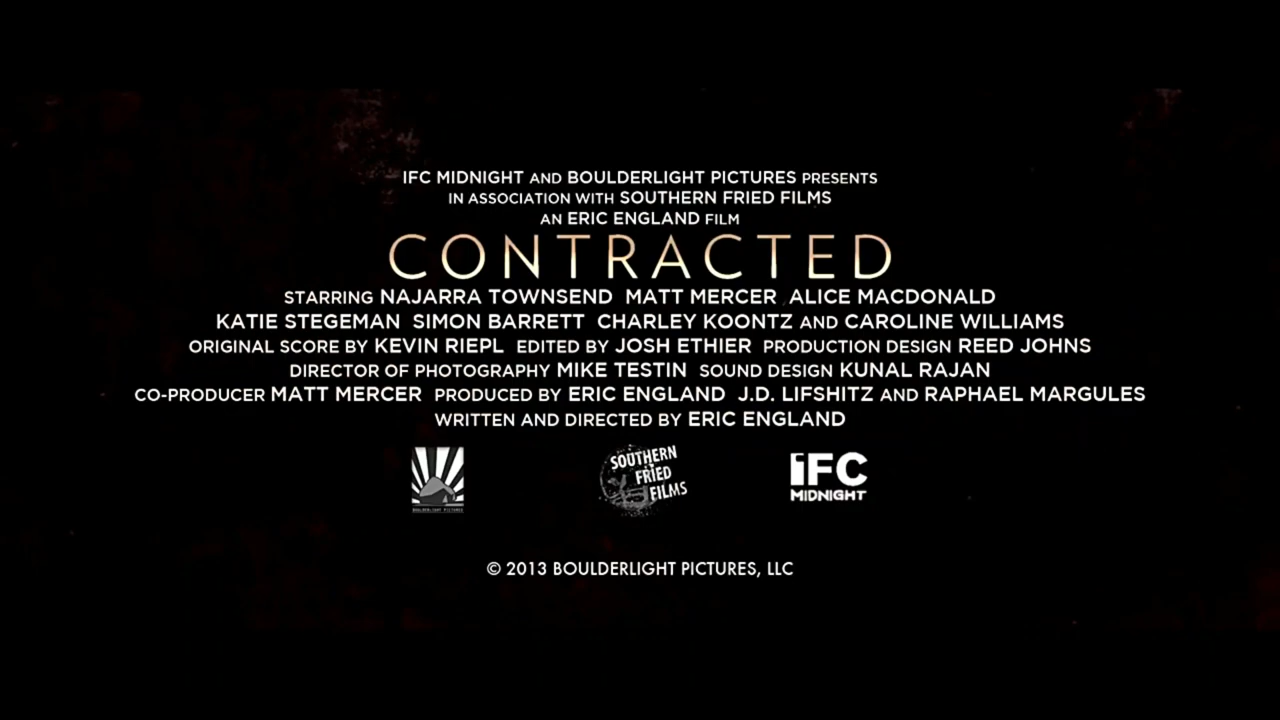 IFC MIDNIGHT AND BOULDERLIGHT PICTURES PRESENTS
IN ASSOCIATION WITH SOUTHERN FRIED FILMS
AN ERIC ENGLAND FILM
CONTRACTED
STARRING NAJARRA TOWNSEND MATT MERCER ALICE MACDONALD
KATIE STEGEMAN SIMON BARRETT CHARLEY KOONTZ AND CAROLINE WILLIAMS
ORIGINAL SCORE BY KEVIN RIEPL EDITED BY JOSH ETHIER PRODUCTION DESIGN REED JOHNS
DIRECTOR OF PHOTOGRAPHY MIKE TESTIN SOUND DESIGN KUNAL RAJAN
CO-PRODUCER MATT MERCER PRODUCED BY ERIC ENGLAND J.D. LIFSHITZ AND RAPHAEL MARGULES
WRITTEN AND DIRECTED BY ERIC ENGLAND
BOULDERLIGHT PICTURES
SOUTHERN
FRIED
FILMS
IFC
MIDNIGHT
© 2013 BOULDERLIGHT PICTURES, LLC